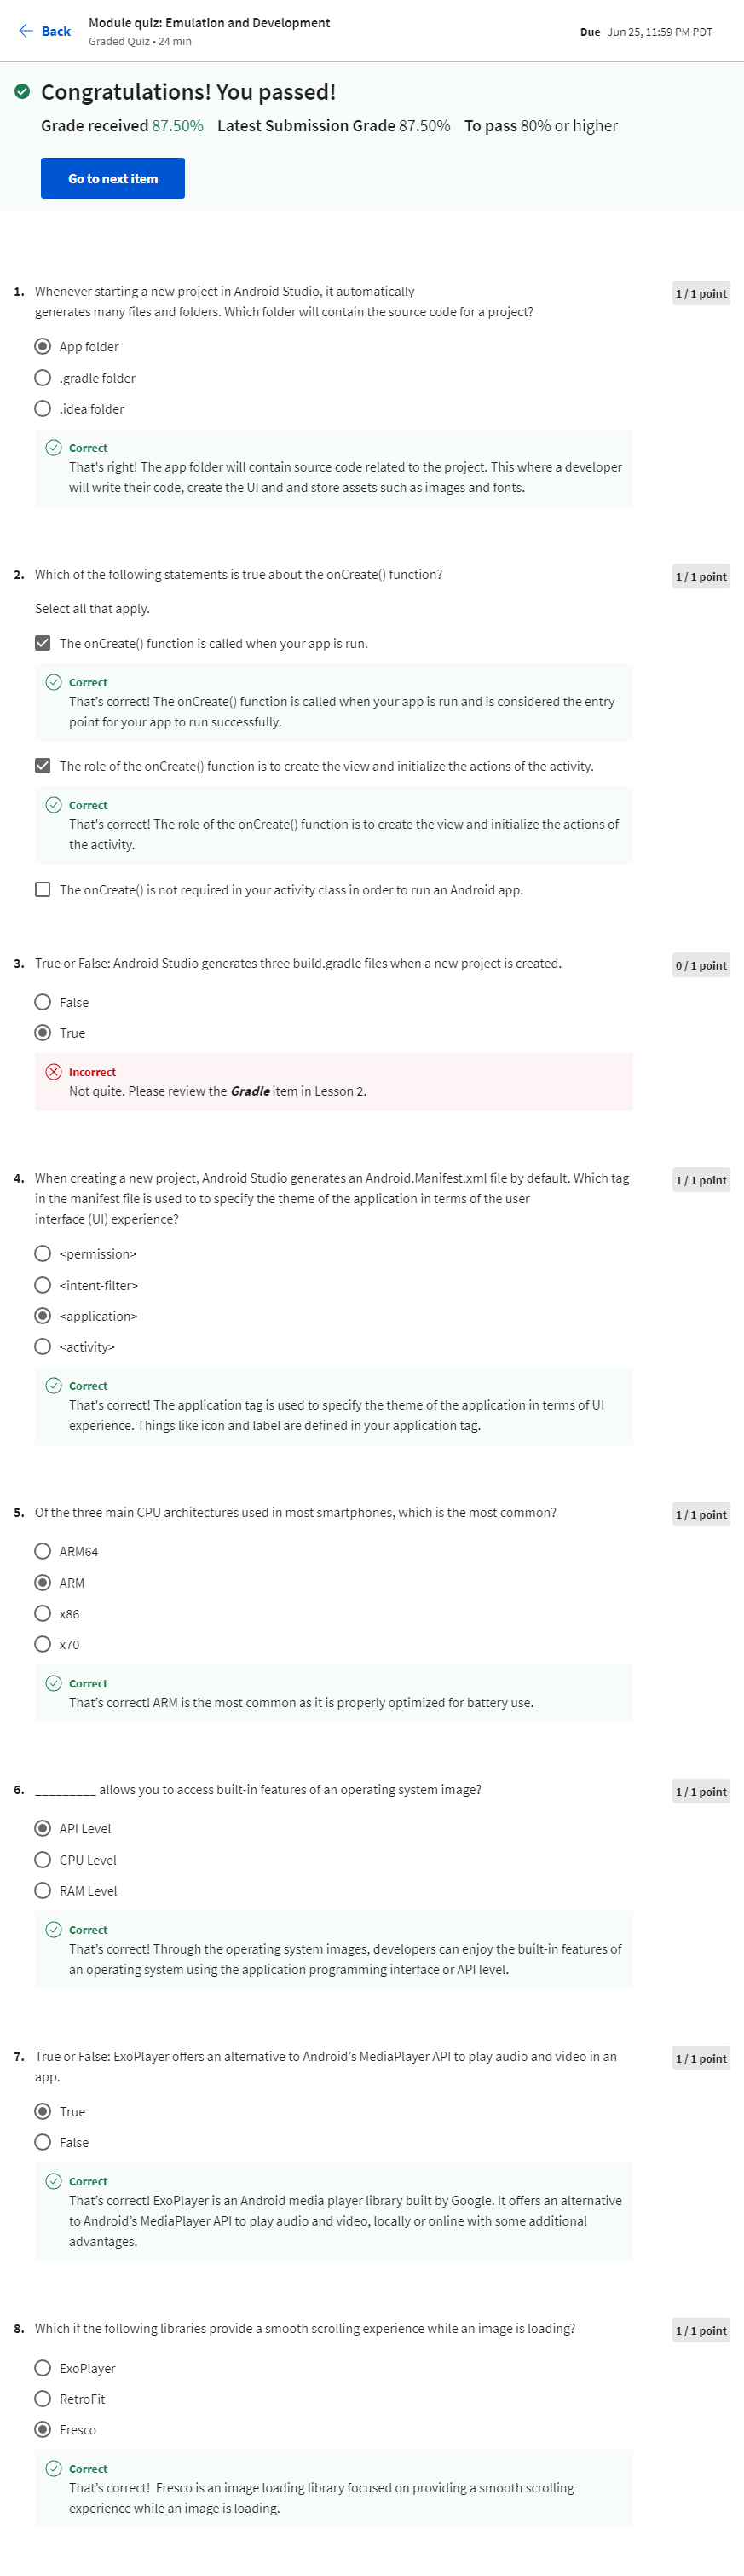 Back
Module quiz: Emulation and Development
Graded Quiz • 24 min
Due Jun 25, 11:59 PM PDT
Congratulations! You passed!
Grade received 87.50% Latest Submission Grade 87.50% To pass 80% or higher
Go to next item
1. Whenever starting a new project in Android Studio, it automatically
generates many files and folders. Which folder will contain the source code for a project?
1 / 1 point
App folder
.gradle folder
.idea folder
Correct
That's right! The app folder will contain source code related to the project. This where a developer
will write their code, create the UI and and store assets such as images and fonts.
2. Which of the following statements is true about the onCreate() function?
1 / 1 point
Select all that apply.
The onCreate() function is called when your app is run.
Correct
That’s correct! The onCreate() function is called when your app is run and is considered the entry
point for your app to run successfully.
The role of the onCreate() function is to create the view and initialize the actions of the activity.
Correct
That's correct! The role of the onCreate() function is to create the view and initialize the actions of
the activity.
The onCreate() is not required in your activity class in order to run an Android app.
3. True or False: Android Studio generates three build.gradle files when a new project is created.
0 / 1 point
False
True
Incorrect
Not quite. Please review the Gradle item in Lesson 2.
4. When creating a new project, Android Studio generates an Android.Manifest.xml file by default. Which tag
in the manifest file is used to to specify the theme of the application in terms of the user
interface (UI) experience?
1 / 1 point
<permission>
<intent-filter>
<application>
<activity>
Correct
That's correct! The application tag is used to specify the theme of the application in terms of UI
experience. Things like icon and label are defined in your application tag.
5. Of the three main CPU architectures used in most smartphones, which is the most common?
1 / 1 point
ARM64
ARM
x86
x70
Correct
That’s correct! ARM is the most common as it is properly optimized for battery use.
6. _________ allows you to access built-in features of an operating system image?
1 / 1 point
API Level
CPU Level
RAM Level
Correct
That’s correct! Through the operating system images, developers can enjoy the built-in features of
an operating system using the application programming interface or API level.
7. True or False: ExoPlayer offers an alternative to Android’s MediaPlayer API to play audio and video in an
app.
1 / 1 point
True
False
Correct
That’s correct! ExoPlayer is an Android media player library built by Google. It offers an alternative
to Android’s MediaPlayer API to play audio and video, locally or online with some additional
advantages.
8. Which if the following libraries provide a smooth scrolling experience while an image is loading?
1 / 1 point
ExoPlayer
RetroFit
Fresco
Correct
That’s correct! Fresco is an image loading library focused on providing a smooth scrolling
experience while an image is loading.